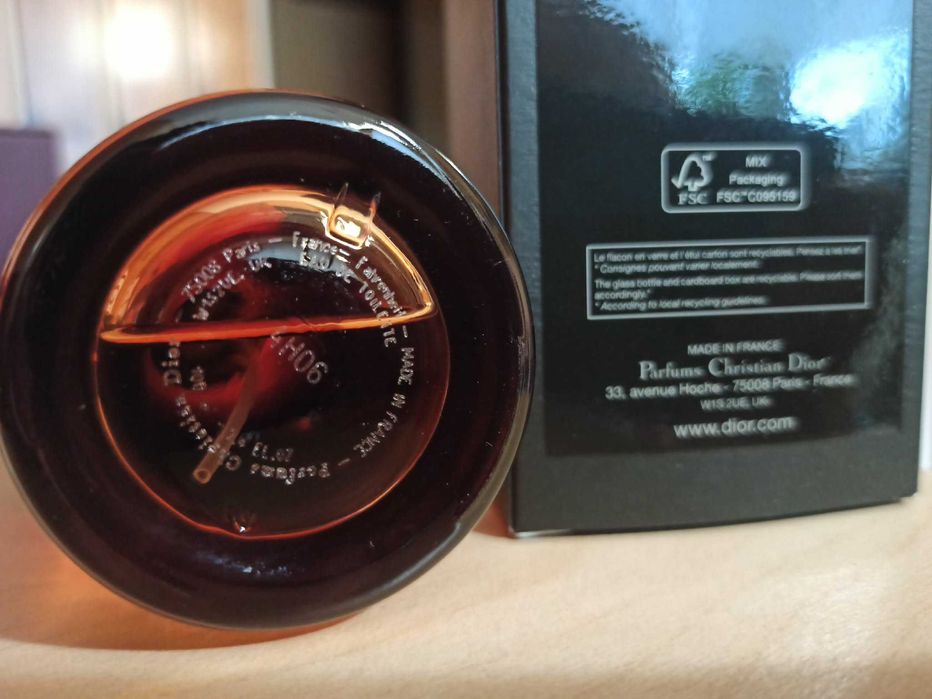 Parfums Christian Dior
75008 Paris — France — Fahrenheit — MADE IN FRANCE —
EAU DE TOILETTE
MIX
Packaging
FSC FSC™C095159
Le flacon en verre et l'étui carton sont recyclables. Pensez à les trier!
* Consignes pouvant varier localement.
The glass bottle and cardboard box are recyclable. Please sort them
accordingly.*
* According to local recycling guidelines.
MADE IN FRANCE
Parfums Christian Dior
33, avenue Hoche - 75008 Paris - France
W1S 2UE, UK
www.dior.com